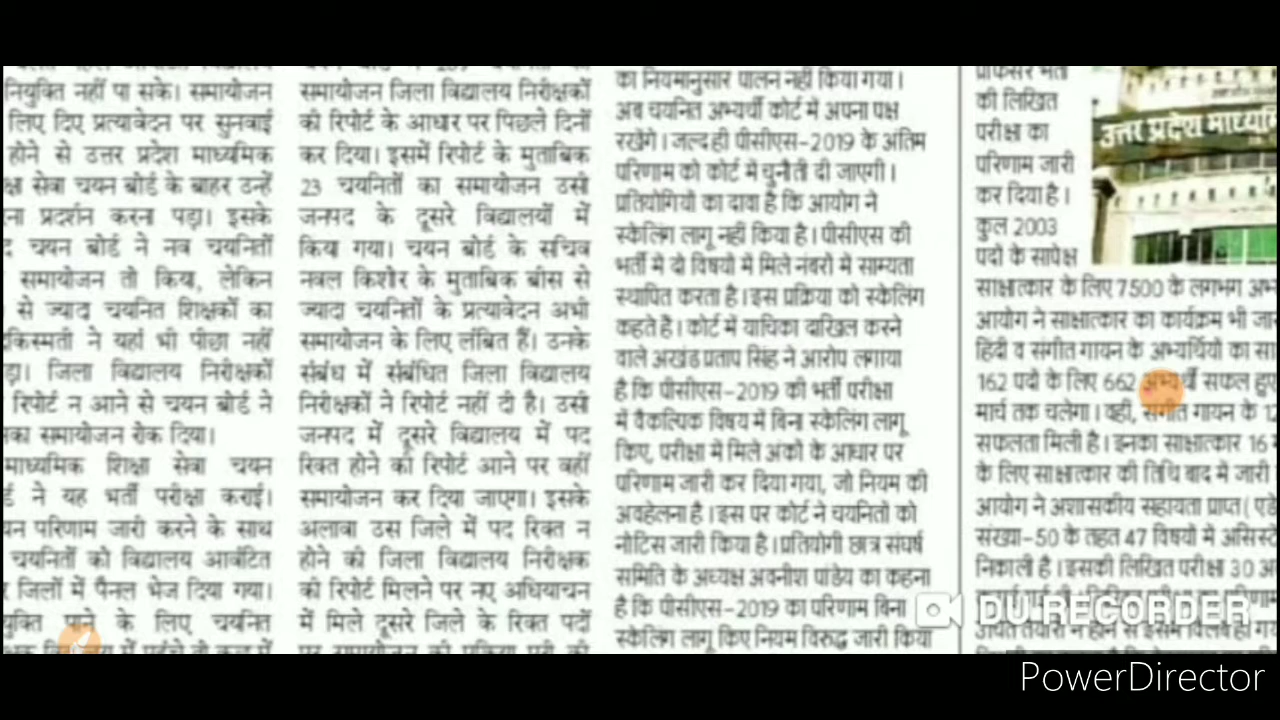 नियुक्ति नहीं पा सके। समायोजन
लिए दिए प्रत्यावेदन पर सुनवाई
होने से उत्तर प्रदेश माध्यमिक
क्षा सेवा चयन बोर्ड के बाहर उन्हें
ना प्रदर्शन करना पड़ा। इसके
द चयन बोर्ड ने नव चयनितों
समायोजन तो किया, लेकिन
से ज्याद चयनित शिक्षकों का
किस्मती ने यहां भी पीछा नहीं
ड़ा। जिला विद्यालय निरीक्षकों
रिपोर्ट न आने से चयन बोर्ड ने
नका समायोजन रोक दिया।
माध्यमिक शिक्षा सेवा चयन
र्ड ने यह भर्ती परीक्षा कराई।
यन परिणाम जारी करने के साथ
चयनितों को विद्यालय आवंटित
र जिलों में पैनल भेज दिया गया।
युक्ति पाने के लिए चयनित
समायोजन जिला विद्यालय निरीक्षकों
की रिपोर्ट के आधार पर पिछले दिनों
कर दिया। इसमें रिपोर्ट के मुताबिक
23 चयनितों का समायोजन उसी
जनपद के दूसरे विद्यालयों में
किया गया। चयन बोर्ड के सचिव
नवल किशोर के मुताबिक बीस से
ज्यादा चयनितों के प्रत्यावेदन अभी
समायोजन के लिए लंबित हैं। उनके
संबंध में संबंधित जिला विद्यालय
निरीक्षकों ने रिपोर्ट नहीं दी है। उसी
जनपद में दूसरे विद्यालय में पद
रिक्त होने की रिपोर्ट आने पर वहीं
समायोजन कर दिया जाएगा। इसके
अलावा उस जिले में पद रिक्त न
होने की जिला विद्यालय निरीक्षक
की रिपोर्ट मिलने पर नए अधियाचन
में मिले दूसरे जिले के रिक्त पदों
का नियमानुसार पालन नहीं किया गया।
अब चयनित अभ्यर्थी कोर्ट में अपना पक्ष
रखेंगे। जल्द ही पीसीएस-2019 के अंतिम
परिणाम को कोर्ट में चुनौती दी जाएगी।
प्रतियोगियों का दावा है कि आयोग ने
स्केलिंग लागू नहीं किया है। पीसीएस की
भर्ती में दो विषयों में मिले नंबरों में साम्यता
स्थापित करता है। इस प्रक्रिया को स्केलिंग
कहते हैं। कोर्ट में याचिका दाखिल करने
वाले अखंड प्रताप सिंह ने आरोप लगाया
है कि पीसीएस-2019 की भर्ती परीक्षा
में वैकल्पिक विषय में बिना स्केलिंग लागू
किए, परीक्षा में मिले अंकों के आधार पर
परिणाम जारी कर दिया गया, जो नियम की
अवहेलना है। इस पर कोर्ट ने चयनितों को
नोटिस जारी किया है। प्रतियोगी छात्र संघर्ष
समिति के अध्यक्ष अवनीश पांडेय का कहना
है कि पीसीएस-2019 का परिणाम बिना
स्केलिंग लागू किए नियम विरुद्ध जारी किया
प्रोफेसर भर्ती
की लिखित
परीक्षा का
परिणाम जारी
कर दिया है।
कुल 2003
पदों के सापेक्ष
साक्षात्कार के लिए 7500 के लगभग
आयोग ने साक्षात्कार का कार्यक्रम भी
हिंदी व संगीत गायन के अभ्यर्थियों का
162 पदों के लिए 662 अभ्यर्थी सफल हुए
मार्च तक चलेगा। वहीं, संगीत गायन के
सफलता मिली है। इनका साक्षात्कार 16
के लिए साक्षात्कार की तिथि बाद में जारी
आयोग ने अशासकीय सहायता प्राप्त
संख्या-50 के तहत 47 विषयों में
निकाली है। इसकी लिखित परीक्षा 30
उत्तर प्रदेश
DU RECORDER
PowerDirector